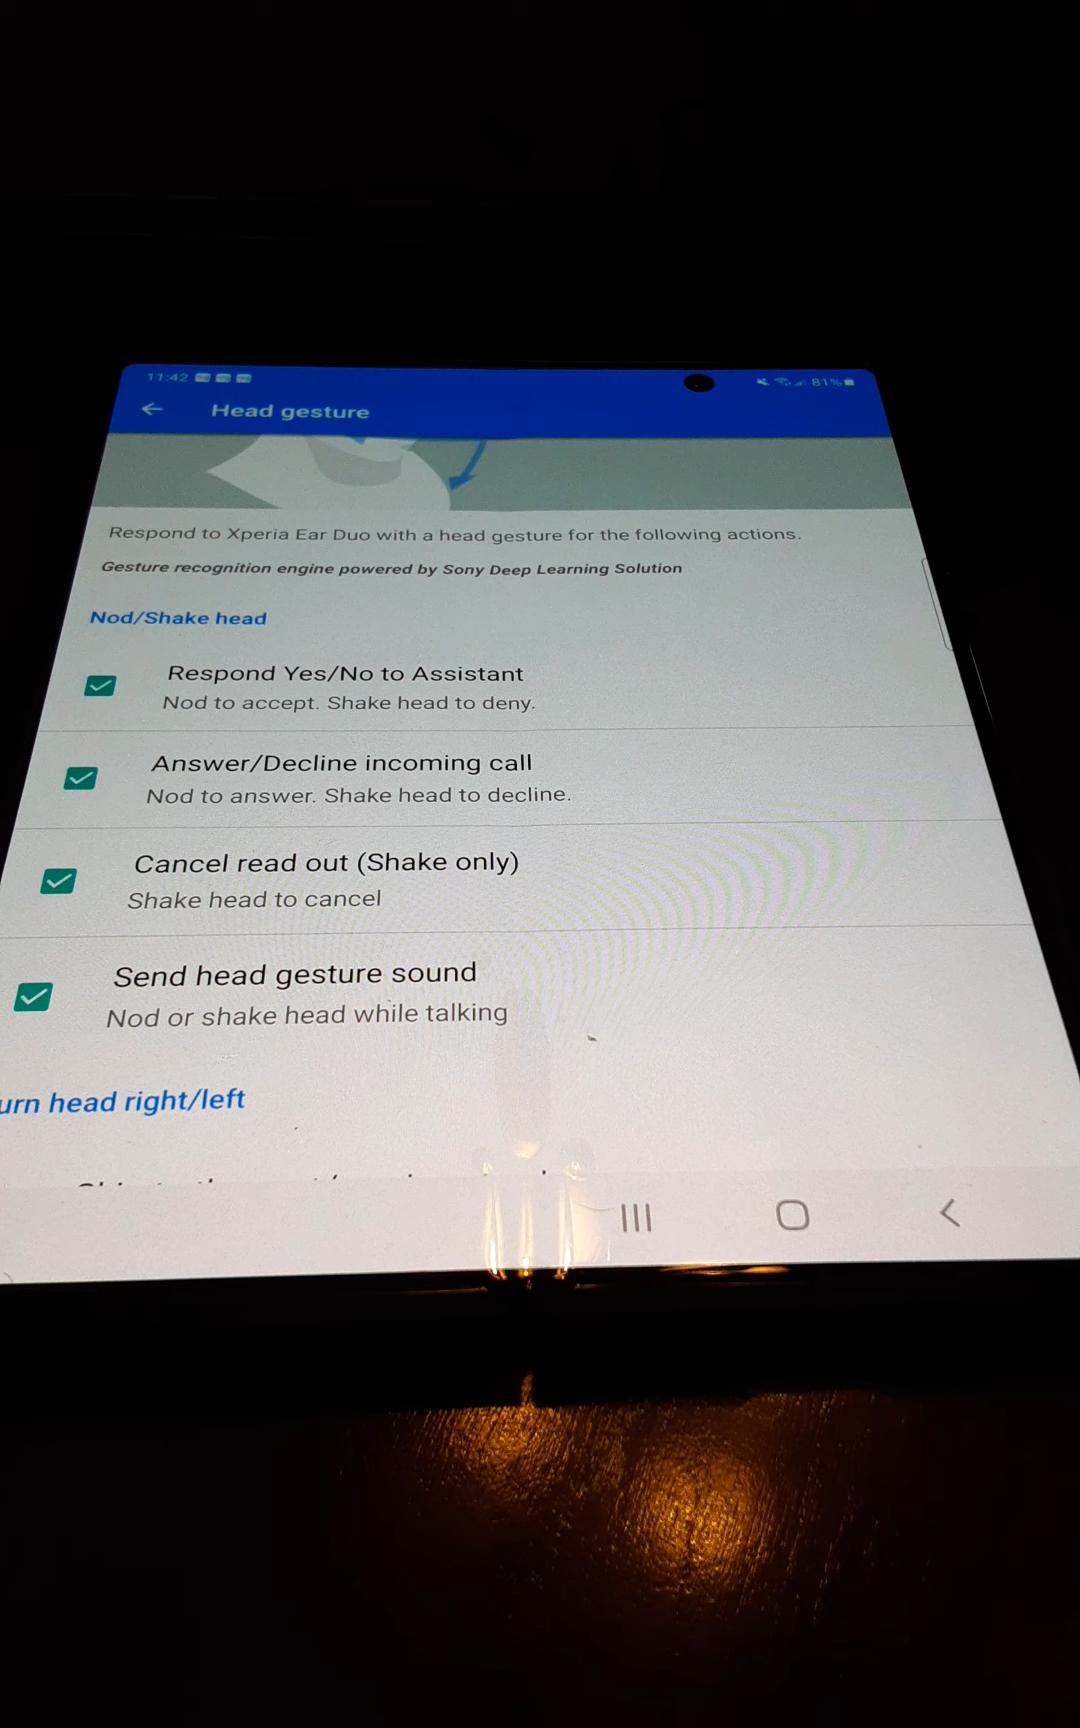 11:42 81%
Head gesture
Respond to Xperia Ear Duo with a head gesture for the following actions.
Gesture recognition engine powered by Sony Deep Learning Solution
Nod/Shake head
Respond Yes/No to Assistant
Nod to accept. Shake head to deny.
Answer/Decline incoming call
Nod to answer. Shake head to decline.
Cancel read out (Shake only)
Shake head to cancel
Send head gesture sound
Nod or shake head while talking
urn head right/left